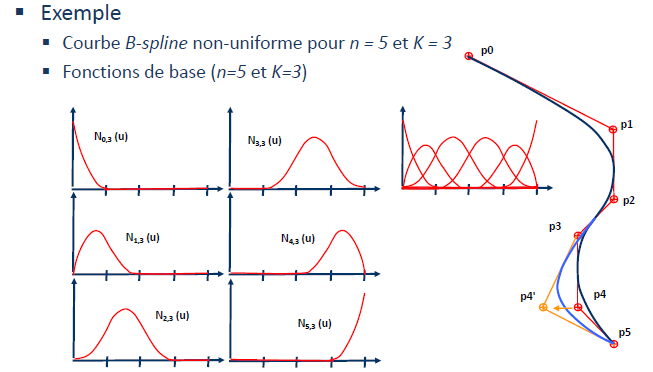 Exemple
Courbe B-spline non-uniforme pour n = 5 et K = 3
Fonctions de base (n=5 et K=3)
N0,3 (u)
N3,3 (u)
N1,3 (u)
N4,3 (u)
N2,3 (u)
N5,3 (u)
p0
p1
p2
p3
p4'
p4
p5